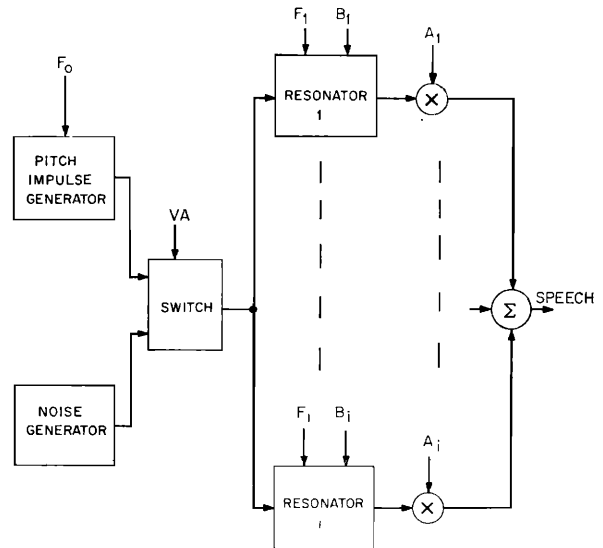 F₁ B₁
A₁
F₀
RESONATOR
1
×
PITCH
IMPULSE
GENERATOR
VA
SWITCH
Σ
SPEECH
NOISE
GENERATOR
Fᵢ Bᵢ
Aᵢ
RESONATOR
i
×